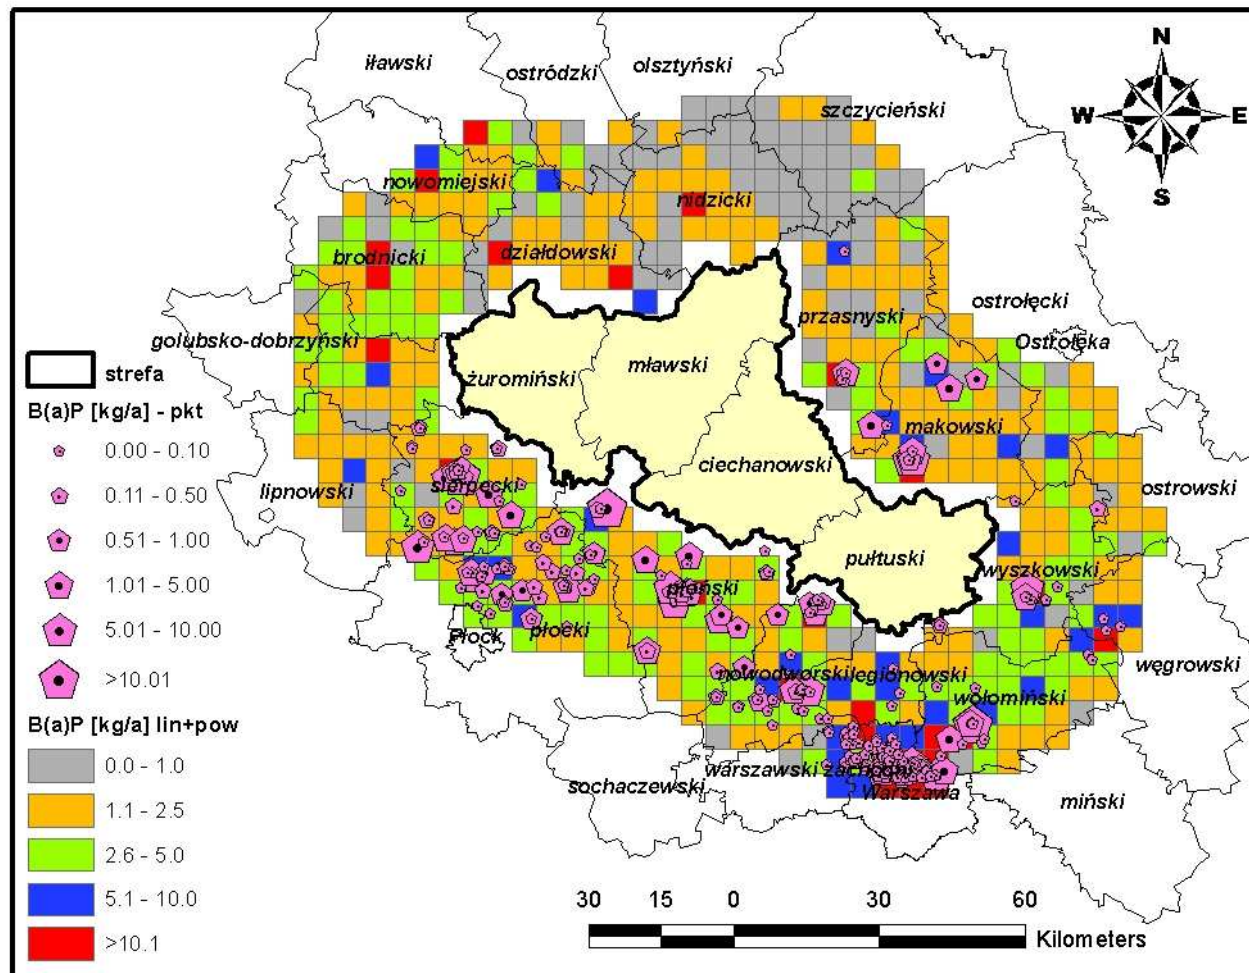 N
W
E
S
iławski
ostródzki
olsztyński
szczycieński
nowomiejski
nidzicki
brodnicki
działdowski
przasnyski
ostrołęcki
Ostrołęka
golubsko-dobrzyński
żuromiński
mławski
makowski
ciechanowski
lipnowski
sierpecki
ostrowski
pułtuski
wyszkowski
płoński
Płock
płocki
węgrowski
nowodworski
legionowski
wołomiński
sochaczewski
warszawski zachodni
Warszawa
miński
strefa
B(a)P [kg/a] - pkt
0.00 - 0.10
0.11 - 0.50
0.51 - 1.00
1.01 - 5.00
5.01 - 10.00
>10.01
B(a)P [kg/a] lin+pow
0.0 - 1.0
1.1 - 2.5
2.6 - 5.0
5.1 - 10.0
>10.1
30 15 0 30 60
Kilometers